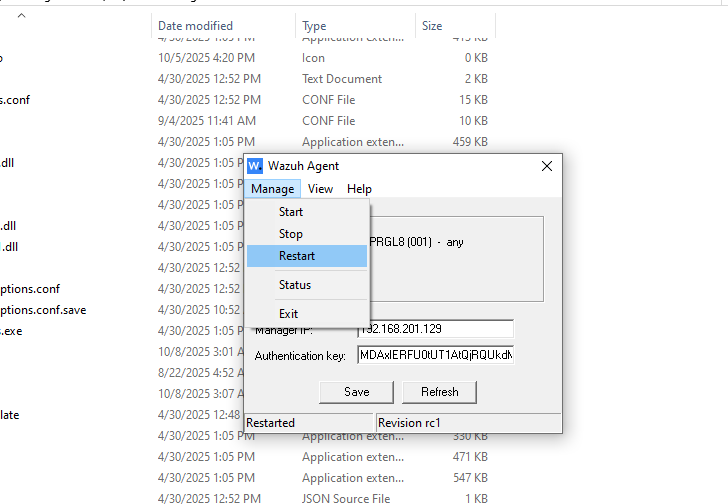 Date modified Type Size
4/30/2025 1:05 PM Application exten... 415 KB
10/5/2025 4:20 PM Icon 0 KB
4/30/2025 12:52 PM Text Document 2 KB
s.conf 4/30/2025 12:52 PM CONF File 15 KB
9/4/2025 11:41 AM CONF File 10 KB
4/30/2025 1:05 PM Application exten... 459 KB
.dll 4/30/2025 1:05 P
4/30/2025 1:05 P
4/30/2025 1:05 P
.dll 4/30/2025 1:05 P
.dll 4/30/2025 1:05 P
4/30/2025 12:52
ptions.conf 4/30/2025 12:52
ptions.conf.save 4/30/2025 10:52
s.exe 4/30/2025 1:05 P
10/8/2025 3:01 A
8/22/2025 4:52 A
10/8/2025 3:07 A
late 4/30/2025 12:48
4/30/2025 1:05 PM Application exten... 330 KB
4/30/2025 1:05 PM Application exten... 471 KB
4/30/2025 1:05 PM Application exten... 547 KB
4/30/2025 12:52 PM JSON Source File 1 KB
W. Wazuh Agent
Manage View Help
Start
Stop
Restart
Status
Exit
PRGL8 (001) - any
Manager IP: 192.168.201.129
Authentication key: MDAxIERFU0tUT1AtQjRQUkdM
Save Refresh
Restarted Revision rc1